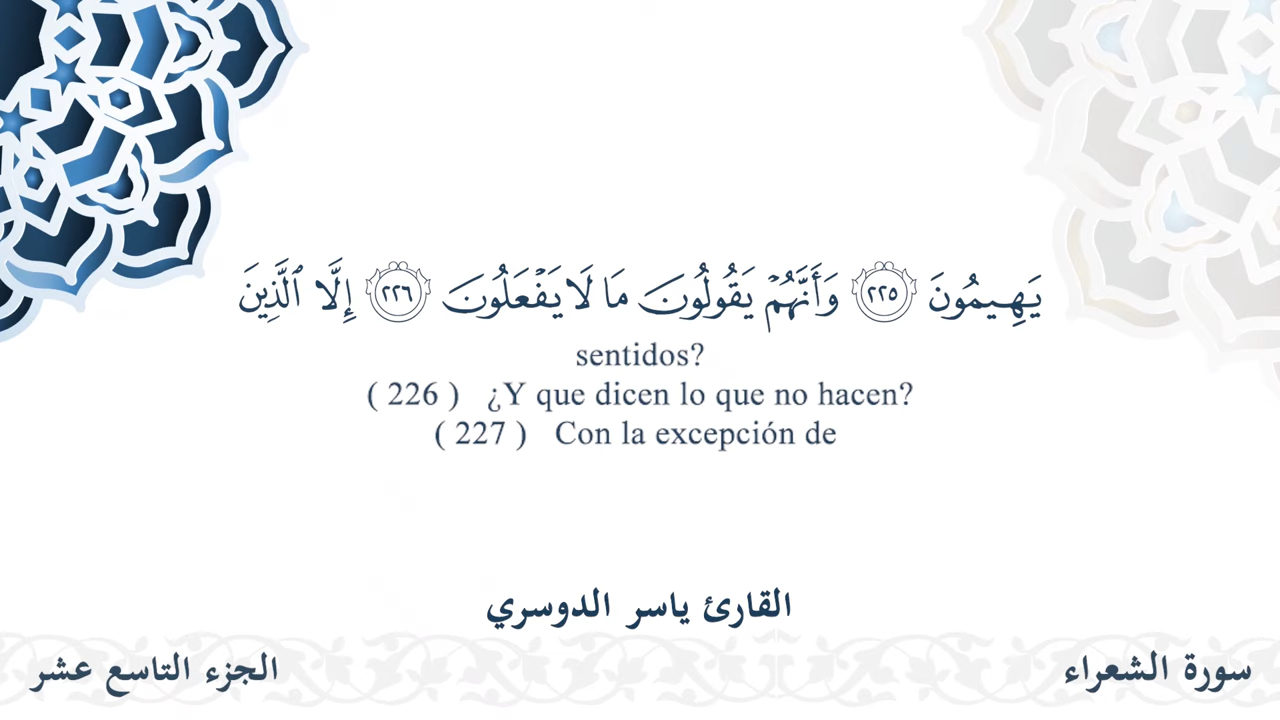 يَهِيمُونَ ٢٢٥ وَأَنَّهُمْ يَقُولُونَ مَا لَا يَفْعَلُونَ ٢٢٦ إِلَّا ٱلَّذِينَ
sentidos?
( 226 ) ¿Y que dicen lo que no hacen?
( 227 ) Con la excepción de
القارئ ياسر الدوسري
سورة الشعراء
الجزء التاسع عشر